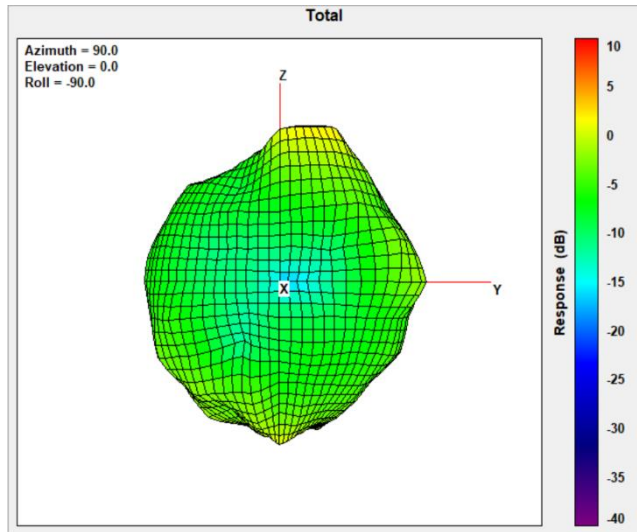 Total
Azimuth = 90.0
Elevation = 0.0
Roll = -90.0
Z
X
Y
10
5
0
-5
-10
-15
-20
-25
-30
-35
-40
Response (dB)